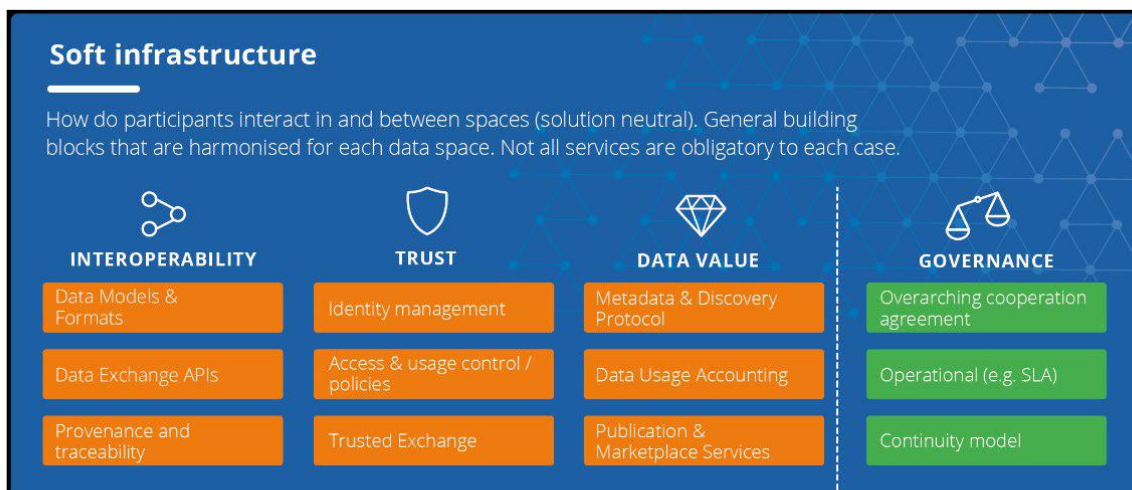 Soft infrastructure
How do participants interact in and between spaces (solution neutral). General building
blocks that are harmonised for each data space. Not all services are obligatory to each case.
INTEROPERABILITY
Data Models &
Formats
Data Exchange APIs
Provenance and
traceability
TRUST
Identity management
Access & usage control /
policies
Trusted Exchange
DATA VALUE
Metadata & Discovery
Protocol
Data Usage Accounting
Publication &
Marketplace Services
GOVERNANCE
Overarching cooperation
agreement
Operational (e.g. SLA)
Continuity model